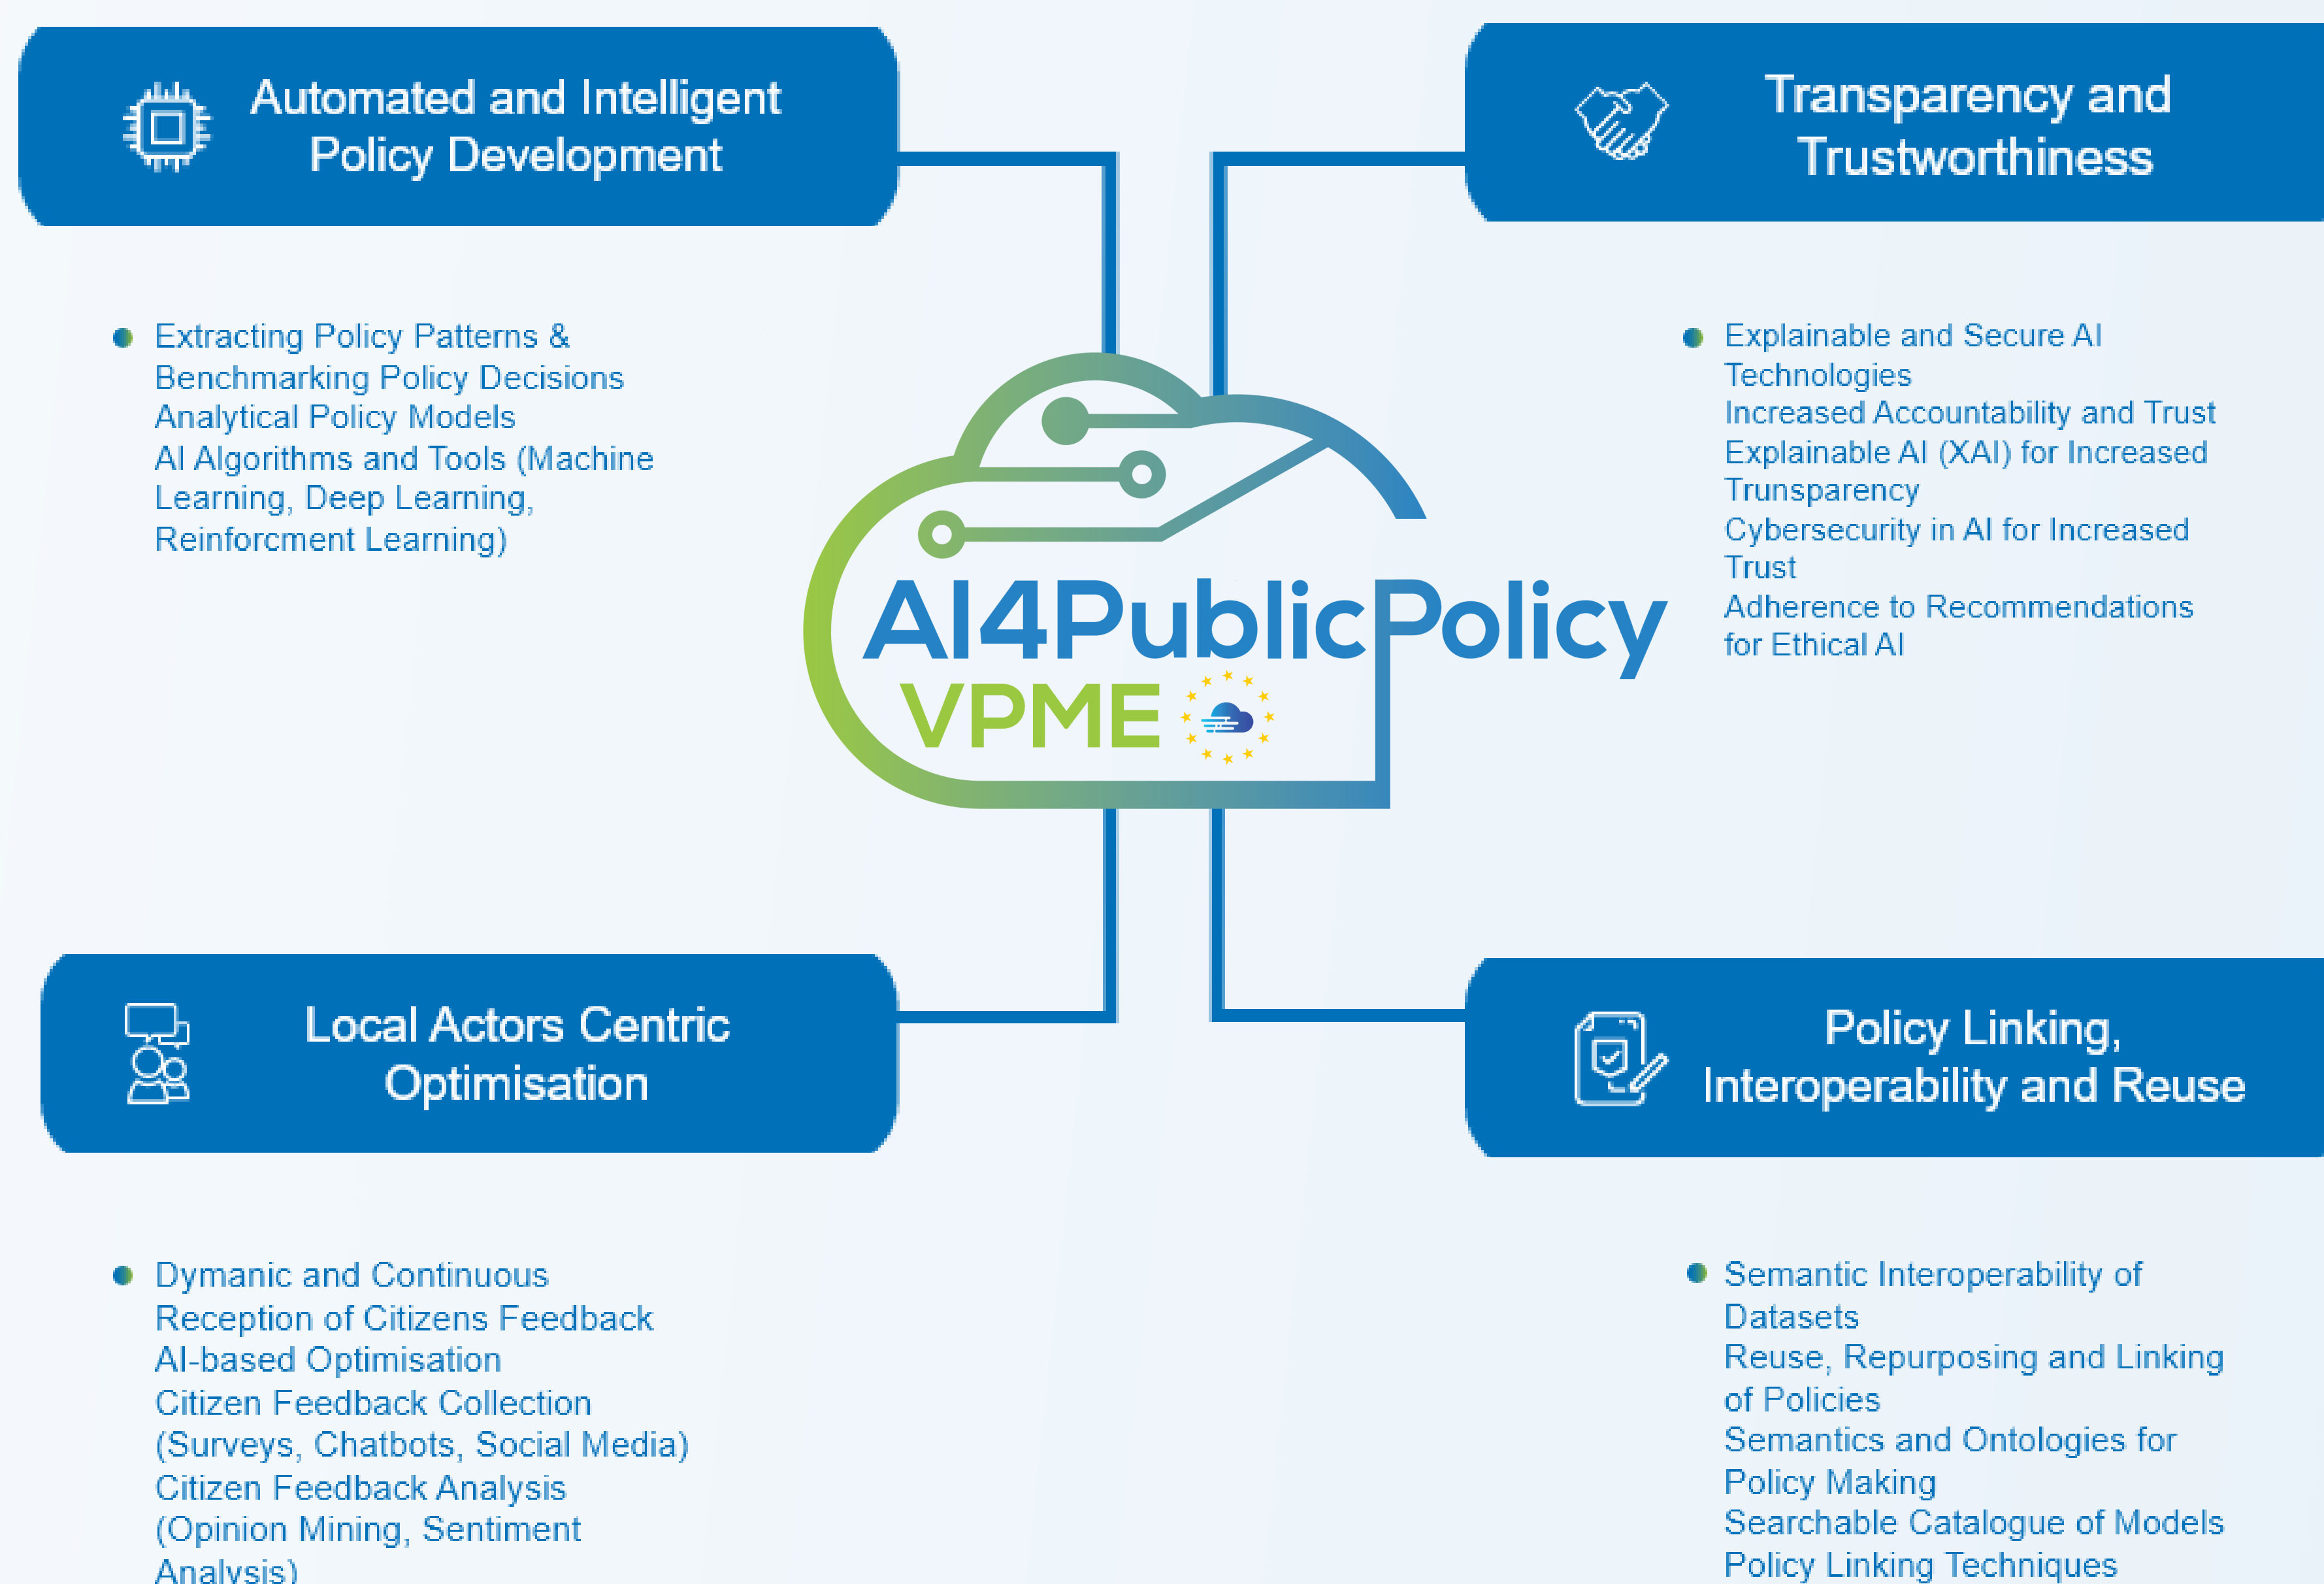 Automated and Intelligent
Policy Development
Extracting Policy Patterns &
Benchmarking Policy Decisions
Analytical Policy Models
AI Algorithms and Tools (Machine
Learning, Deep Learning,
Reinforcment Learning)
Transparency and
Trustworthiness
Explainable and Secure AI
Technologies
Increased Accountability and Trust
Explainable AI (XAI) for Increased
Trunsparency
Cybersecurity in AI for Increased
Trust
Adherence to Recommendations
for Ethical AI
AI4PublicPolicy
VPME
Local Actors Centric
Optimisation
Dymanic and Continuous
Reception of Citizens Feedback
AI-based Optimisation
Citizen Feedback Collection
(Surveys, Chatbots, Social Media)
Citizen Feedback Analysis
(Opinion Mining, Sentiment
Analysis)
Policy Linking,
Interoperability and Reuse
Semantic Interoperability of
Datasets
Reuse, Repurposing and Linking
of Policies
Semantics and Ontologies for
Policy Making
Searchable Catalogue of Models
Policy Linking Techniques